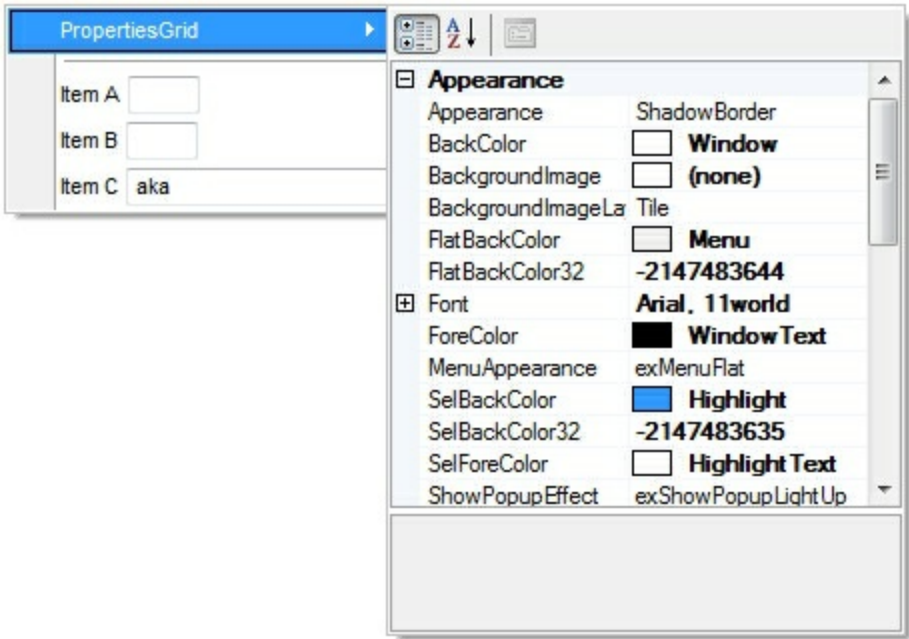 PropertiesGrid
Item A
Item B
Item C aka
A
Z
Appearance
Appearance ShadowBorder
BackColor Window
BackgroundImage (none)
BackgroundImageLa Tile
FlatBackColor Menu
FlatBackColor32 -2147483644
Font Arial, 11world
ForeColor WindowText
MenuAppearance exMenuFlat
SelBackColor Highlight
SelBackColor32 -2147483635
SelForeColor HighlightText
ShowPopupEffect exShowPopupLightUp